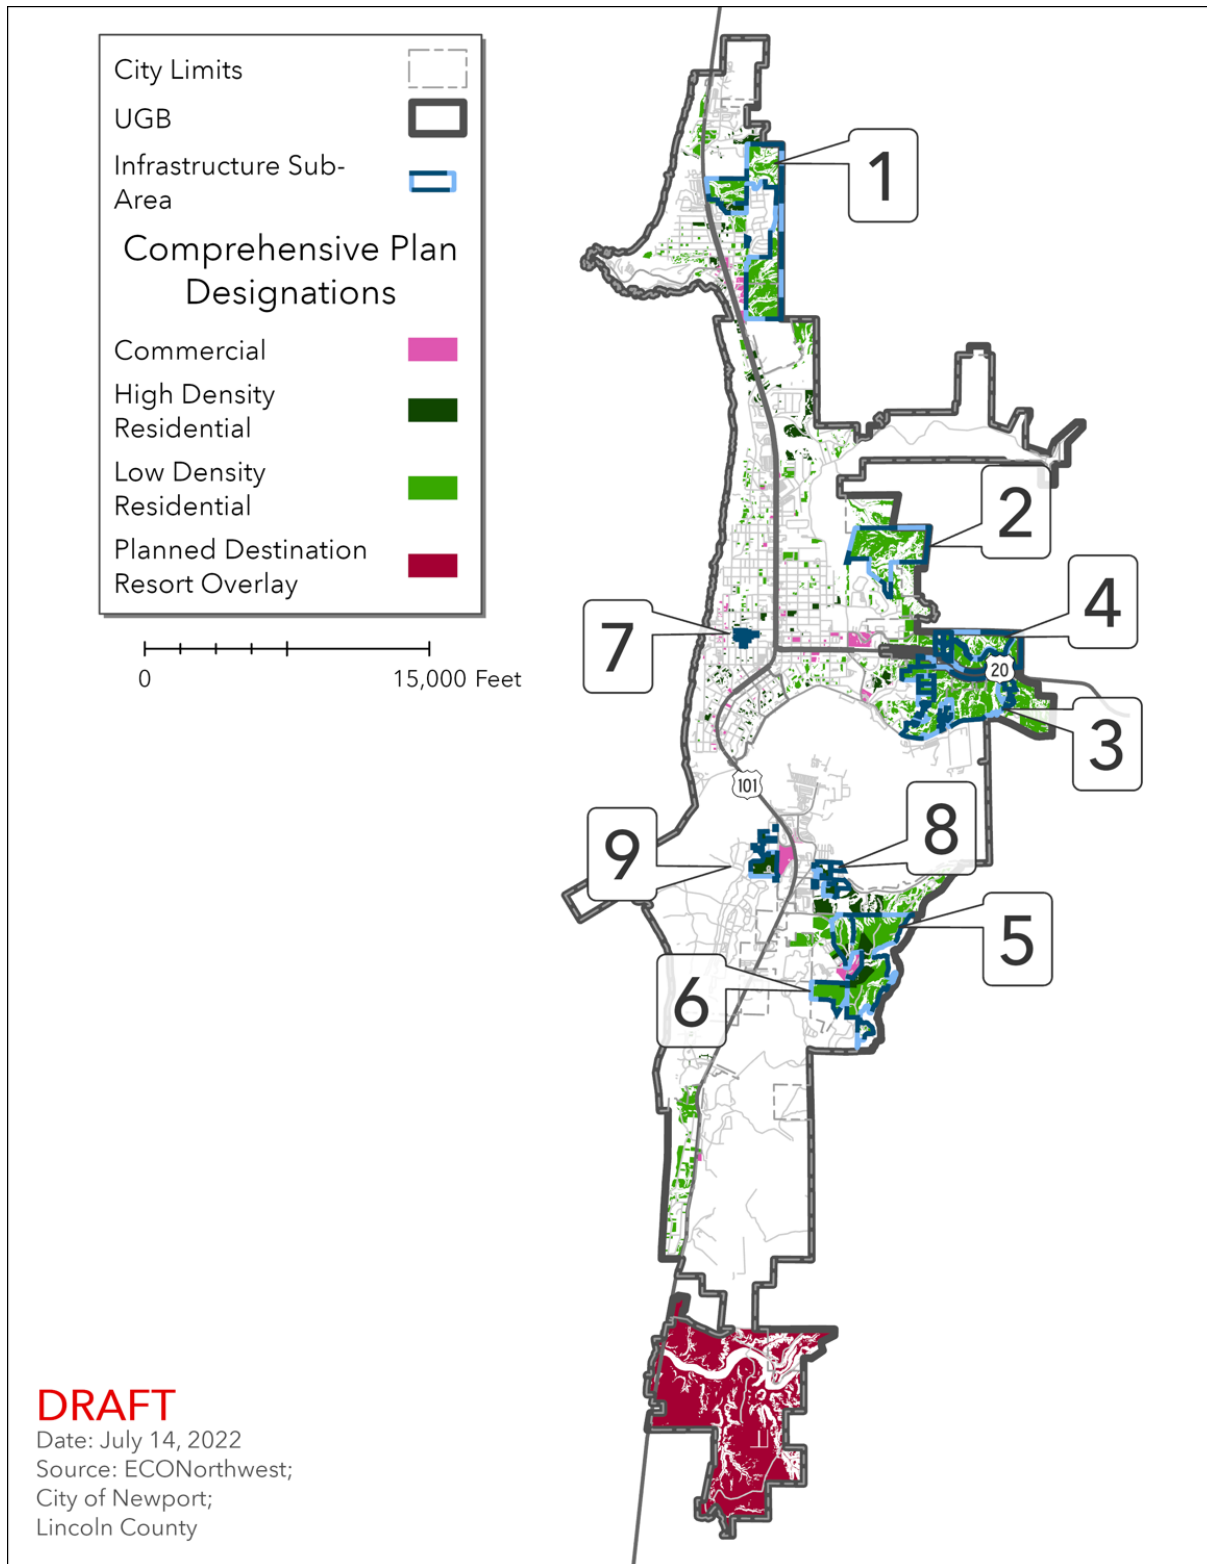 City Limits
UGB
Infrastructure Sub-
Area
Comprehensive Plan
Designations
Commercial
High Density
Residential
Low Density
Residential
Planned Destination
Resort Overlay
0
15,000 Feet
1
2
4
7
20
3
101
8
9
5
6
DRAFT
Date: July 14, 2022
Source: ECONorthwest;
City of Newport;
Lincoln County